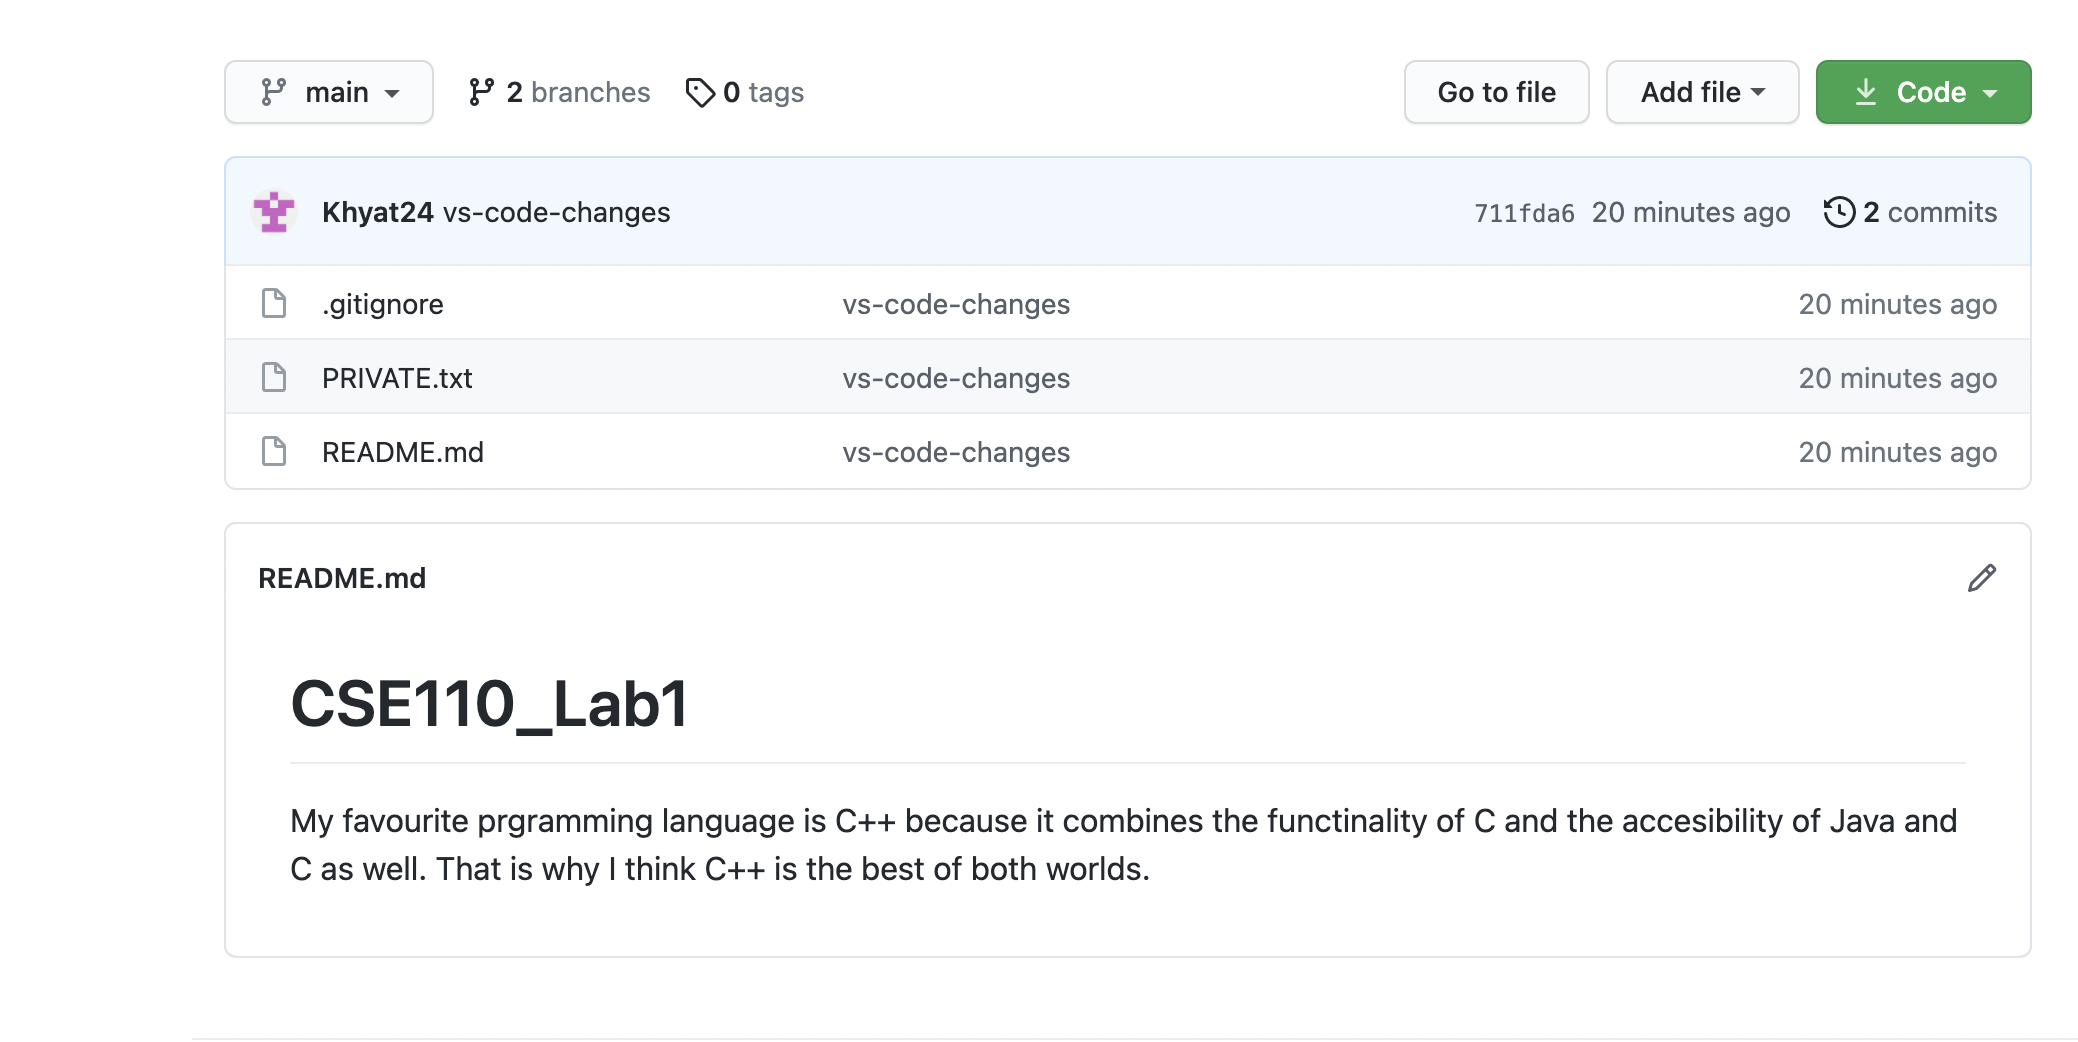 main 2 branches 0 tags Go to file Add file Code
Khyat24 vs-code-changes 711fda6 20 minutes ago 2 commits
.gitignore vs-code-changes 20 minutes ago
PRIVATE.txt vs-code-changes 20 minutes ago
README.md vs-code-changes 20 minutes ago
README.md
CSE110_Lab1
My favourite prgramming language is C++ because it combines the functinality of C and the accesibility of Java and
C as well. That is why I think C++ is the best of both worlds.